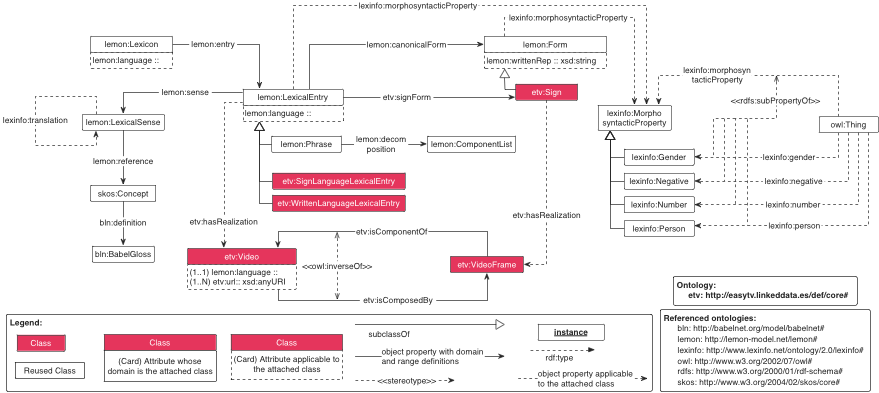 lexinfo:morphosyntacticProperty
lexinfo:morphosyntacticProperty
lemon:Lexicon
lemon:entry
lemon:canonicalForm
lemon:Form
lemon:language ::
lemon:writtenRep :: xsd:string
lexinfo:morphosyn
tacticProperty
lemon:sense
lemon:LexicalEntry
etv:signForm
etv:Sign
<<rdfs:subPropertyOf>>
lemon:language ::
lexinfo:translation
lemon:LexicalSense
lexinfo:Morpho
syntacticProperty
owl:Thing
lemon:Phrase
lemon:decom
position
lemon:ComponentList
lemon:reference
lexinfo:Gender
lexinfo:gender
etv:SignLanguageLexicalEntry
lexinfo:Negative
lexinfo:negative
skos:Concept
etv:WrittenLanguageLexicalEntry
lexinfo:Number
lexinfo:number
bln:definition
etv:hasRealization
etv:hasRealization
lexinfo:Person
lexinfo:person
etv:isComponentOf
bln:BabelGloss
etv:Video
<<owl:inverseOf>>
etv:VideoFrame
(1..1) lemon:language ::
(1..N) etv:url:: xsd:anyURI
etv:isComposedBy
Ontology:
etv: http://easytv.linkeddata.es/def/core#
Legend:
Class
Reused Class
Class
(Card) Attribute whose
domain is the attached class
Class
(Card) Attribute applicable to
the attached class
subclassOf
object property with domain
and range definitions
<<stereotype>>
instance
rdf:type
object property applicable
to the attached class
Referenced ontologies:
bln: http://babelnet.org/model/babelnet#
lemon: http://lemon-model.net/lemon#
lexinfo: http://www.lexinfo.net/ontology/2.0/lexinfo#
owl: http://www.w3.org/2002/07/owl#
rdfs: http://www.w3.org/2000/01/rdf-schema#
skos: http://www.w3.org/2004/02/skos/core#